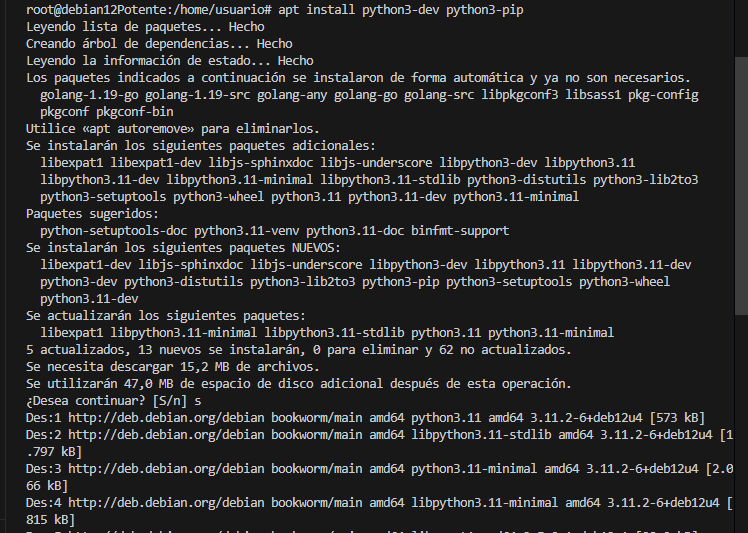 root@debian12Potente:/home/usuario# apt install python3-dev python3-pip
Leyendo lista de paquetes... Hecho
Creando árbol de dependencias... Hecho
Leyendo la información de estado... Hecho
Los paquetes indicados a continuación se instalaron de forma automática y ya no son necesarios.
  golang-1.19-go golang-1.19-src golang-any golang-go golang-src libpkgconf3 libsass1 pkg-config
  pkgconf pkgconf-bin
Utilice «apt autoremove» para eliminarlos.
Se instalarán los siguientes paquetes adicionales:
  libexpat1 libexpat1-dev libjs-sphinxdoc libjs-underscore libpython3-dev libpython3.11
  libpython3.11-dev libpython3.11-minimal libpython3.11-stdlib python3-distutils python3-lib2to3
  python3-setuptools python3-wheel python3.11 python3.11-dev python3.11-minimal
Paquetes sugeridos:
  python-setuptools-doc python3.11-venv python3.11-doc binfmt-support
Se instalarán los siguientes paquetes NUEVOS:
  libexpat1-dev libjs-sphinxdoc libjs-underscore libpython3-dev libpython3.11 libpython3.11-dev
  python3-dev python3-distutils python3-lib2to3 python3-pip python3-setuptools python3-wheel
  python3.11-dev
Se actualizarán los siguientes paquetes:
  libexpat1 libpython3.11-minimal libpython3.11-stdlib python3.11 python3.11-minimal
5 actualizados, 13 nuevos se instalarán, 0 para eliminar y 62 no actualizados.
Se necesita descargar 15,2 MB de archivos.
Se utilizarán 47,0 MB de espacio de disco adicional después de esta operación.
¿Desea continuar? [S/n] s
Des:1 http://deb.debian.org/debian bookworm/main amd64 python3.11 amd64 3.11.2-6+deb12u4 [573 kB]
Des:2 http://deb.debian.org/debian bookworm/main amd64 libpython3.11-stdlib amd64 3.11.2-6+deb12u4 [1
.797 kB]
Des:3 http://deb.debian.org/debian bookworm/main amd64 python3.11-minimal amd64 3.11.2-6+deb12u4 [2.0
66 kB]
Des:4 http://deb.debian.org/debian bookworm/main amd64 libpython3.11-minimal amd64 3.11.2-6+deb12u4 [
815 kB]